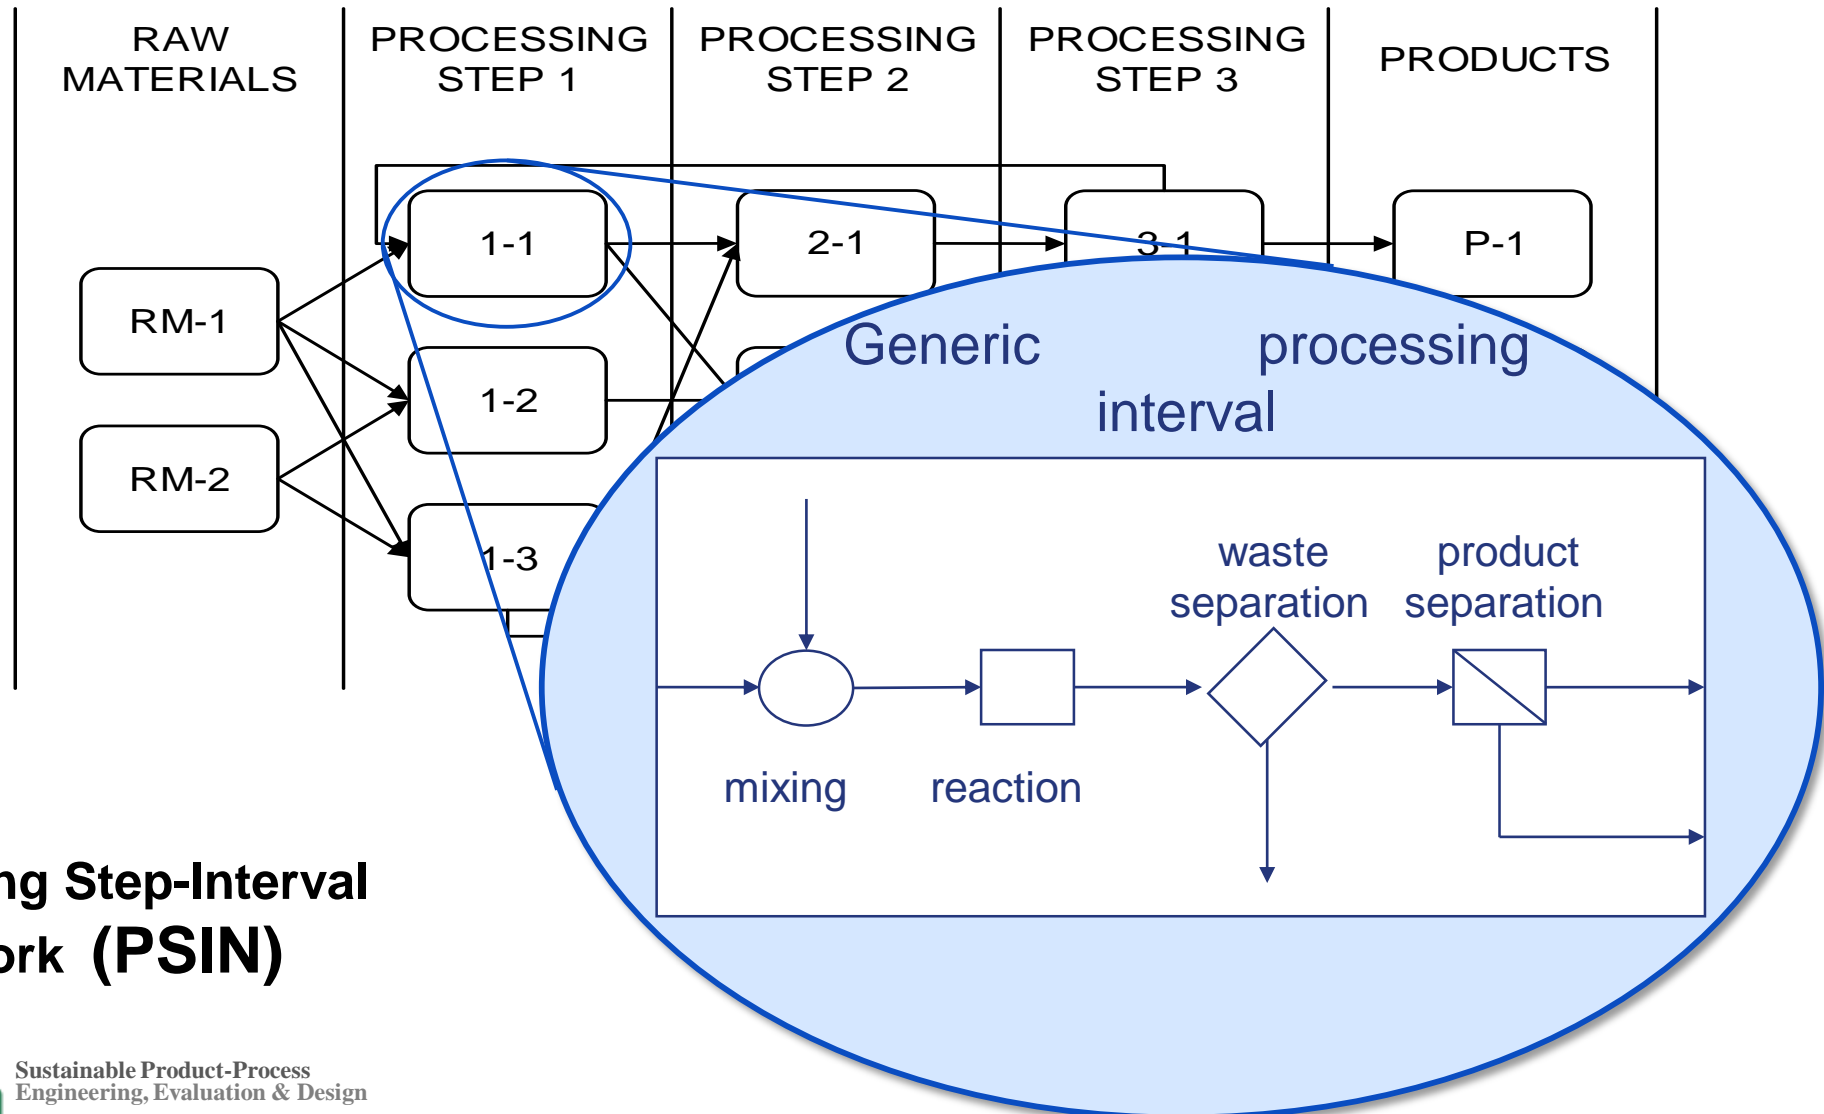 RAW
MATERIALS
PROCESSING
STEP 1
PROCESSING
STEP 2
PROCESSING
STEP 3
PRODUCTS
1-1
2-1
3-1
P-1
RM-1
1-2
RM-2
1-3
Generic processing
interval
waste
separation
product
separation
mixing
reaction
ng Step-Interval
ork (PSIN)
Sustainable Product-Process
Engineering, Evaluation & Design